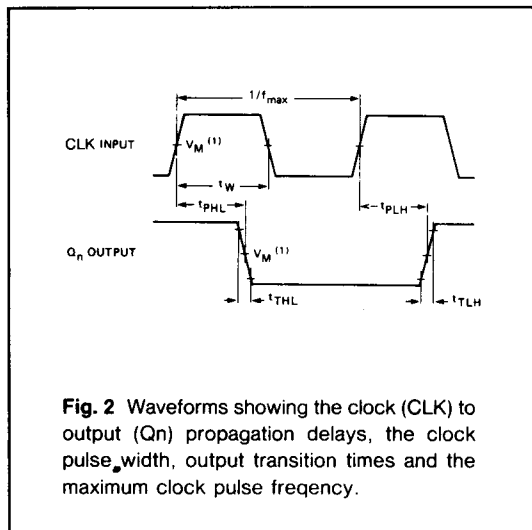 1/fmax
CLK INPUT
VM(1)
tW
tPHL
tPLH
Qn OUTPUT
VM(1)
tTHL
tTLH
Fig. 2 Waveforms showing the clock (CLK) to
output (Qn) propagation delays, the clock
pulse width, output transition times and the
maximum clock pulse freqency.